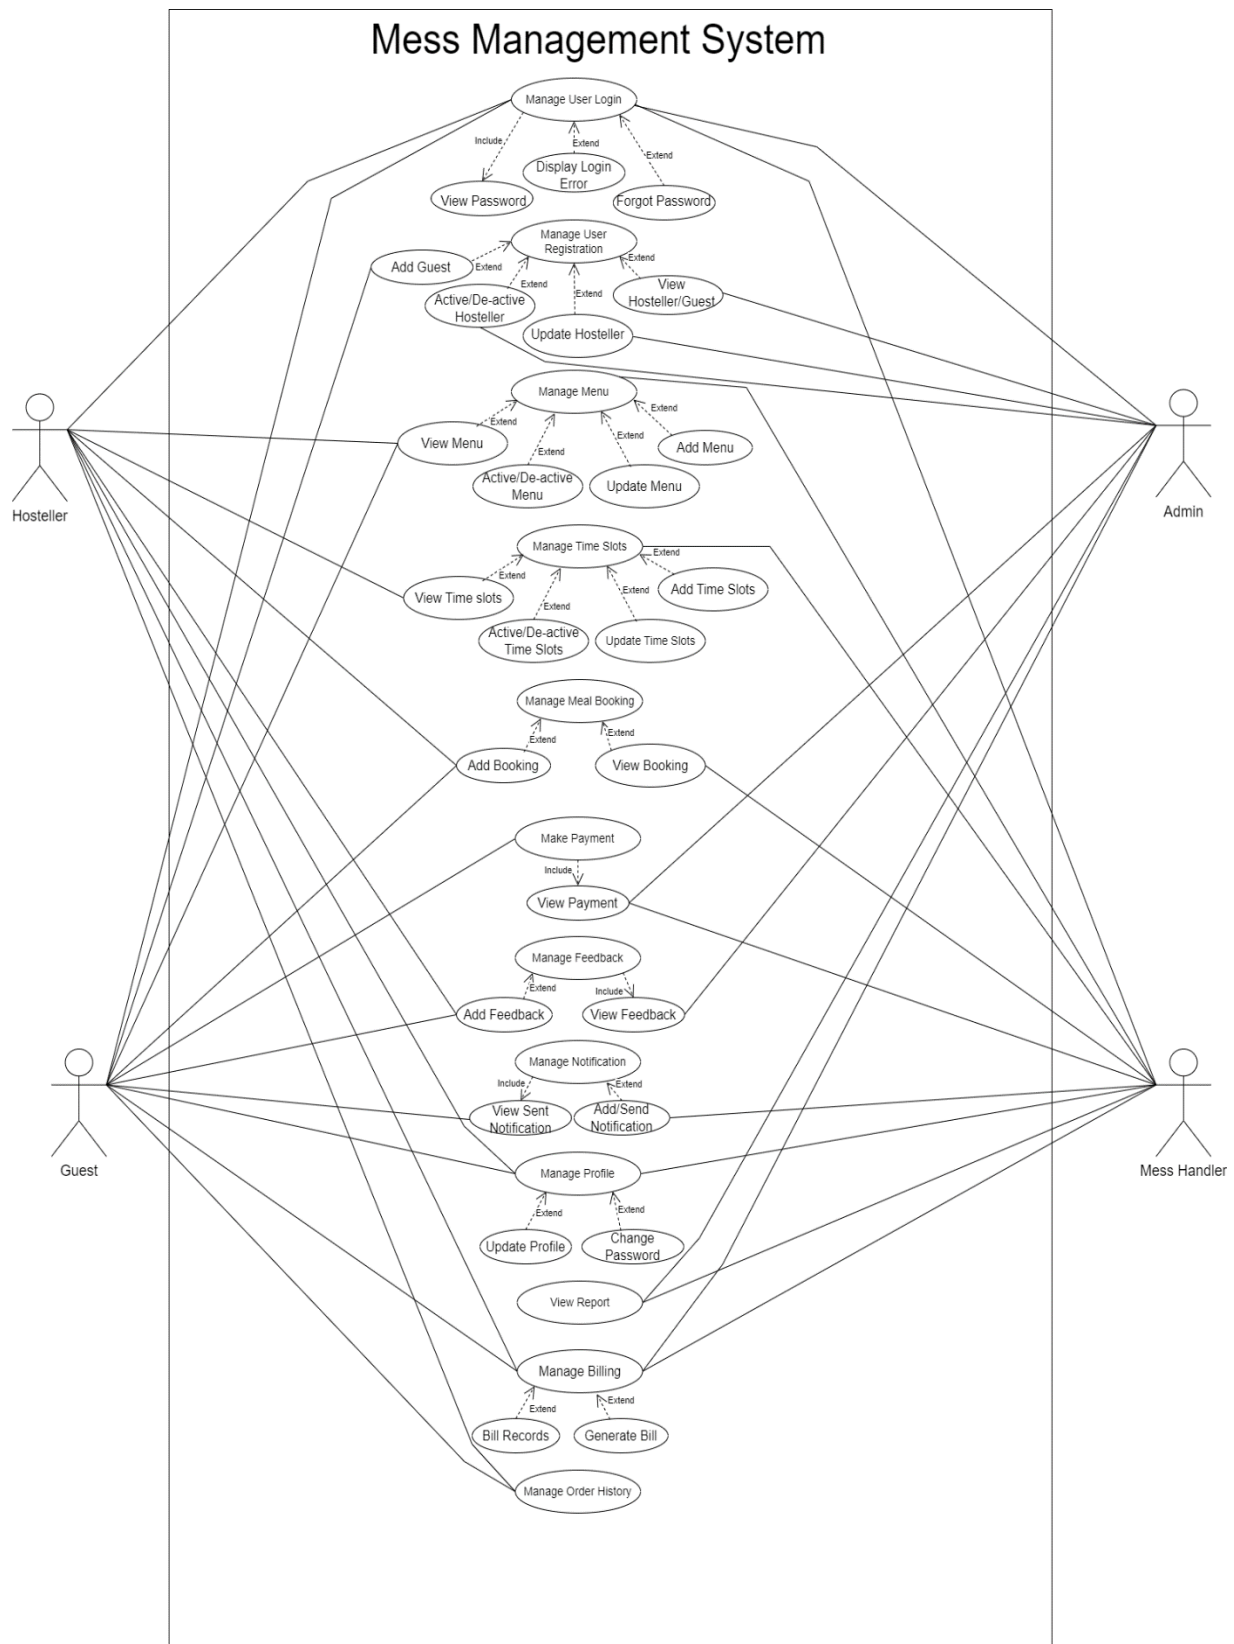 Mess Management System
Manage User Login
Include
Extend
Extend
Display Login
Error
View Password
Forgot Password
Manage User
Registration
Add Guest
Extend
Extend
Extend
Extend
View
Hosteller/Guest
Active/De-active
Hosteller
Update Hosteller
Manage Menu
Extend
Extend
Extend
Extend
View Menu
Add Menu
Active/De-active
Menu
Update Menu
Hosteller
Admin
Manage Time Slots
Extend
Extend
Extend
Extend
View Time slots
Add Time Slots
Active/De-active
Time Slots
Update Time Slots
Manage Meal Booking
Extend
Extend
Add Booking
View Booking
Make Payment
Include
View Payment
Manage Feedback
Extend
Include
Add Feedback
View Feedback
Manage Notification
Include
Extend
View Sent
Notification
Add/Send
Notification
Guest
Mess Handler
Manage Profile
Extend
Extend
Update Profile
Change
Password
View Report
Manage Billing
Extend
Extend
Bill Records
Generate Bill
Manage Order History